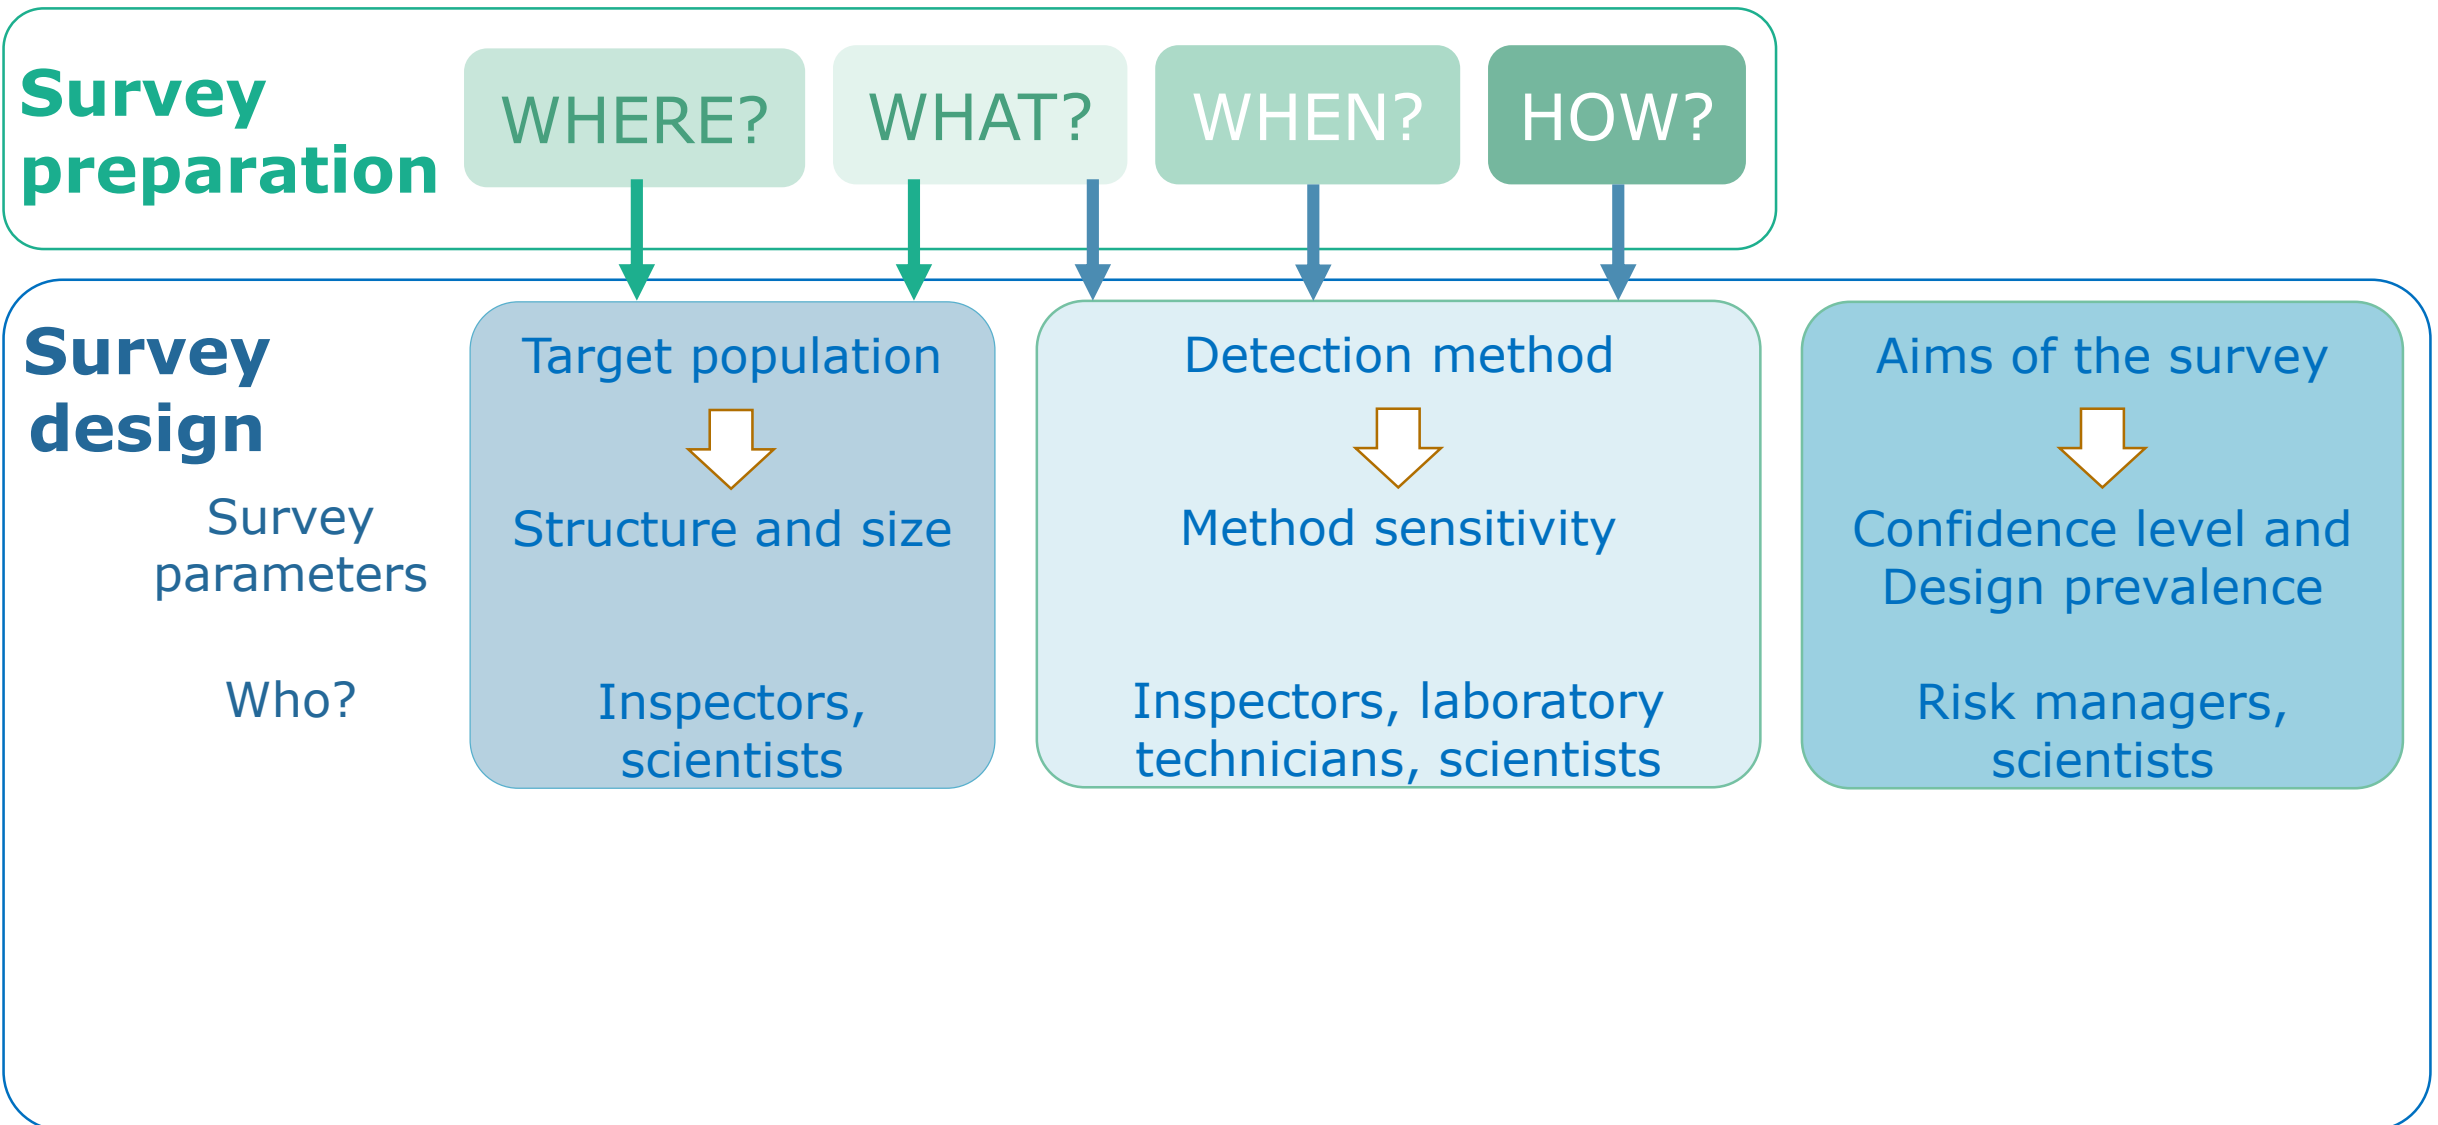 Survey
preparation
WHERE?
WHAT?
WHEN?
HOW?
Survey
design
Target population
Detection method
Aims of the survey
Survey
parameters
Structure and size
Method sensitivity
Confidence level and
Design prevalence
Who?
Inspectors,
scientists
Inspectors, laboratory
technicians, scientists
Risk managers,
scientists